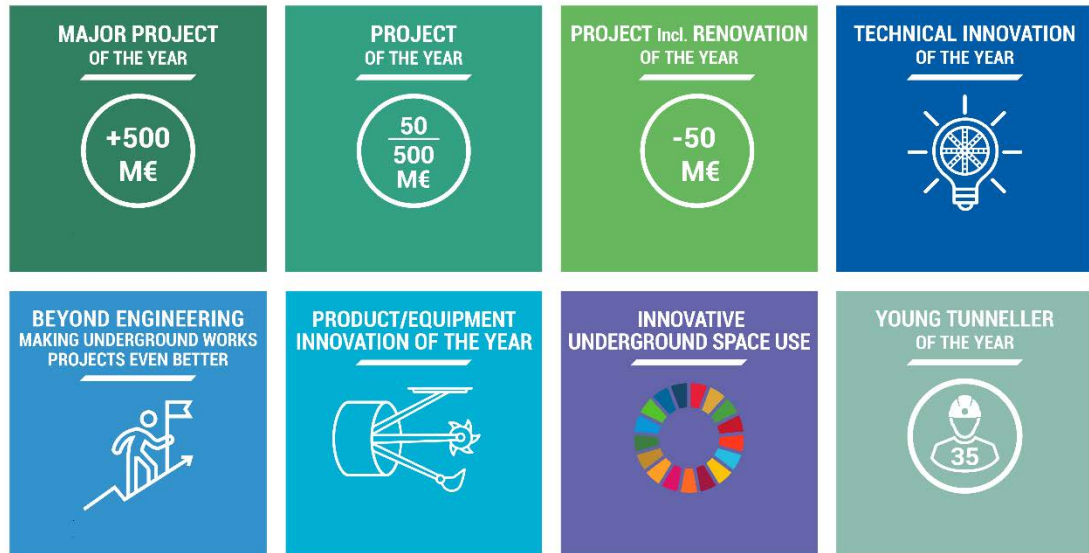 MAJOR PROJECT
OF THE YEAR
+500
M€
PROJECT
OF THE YEAR
50
500
M€
PROJECT Incl. RENOVATION
OF THE YEAR
-50
M€
TECHNICAL INNOVATION
OF THE YEAR
BEYOND ENGINEERING
MAKING UNDERGROUND WORKS
PROJECTS EVEN BETTER
PRODUCT/EQUIPMENT
INNOVATION OF THE YEAR
INNOVATIVE
UNDERGROUND SPACE USE
YOUNG TUNNELLER
OF THE YEAR
35